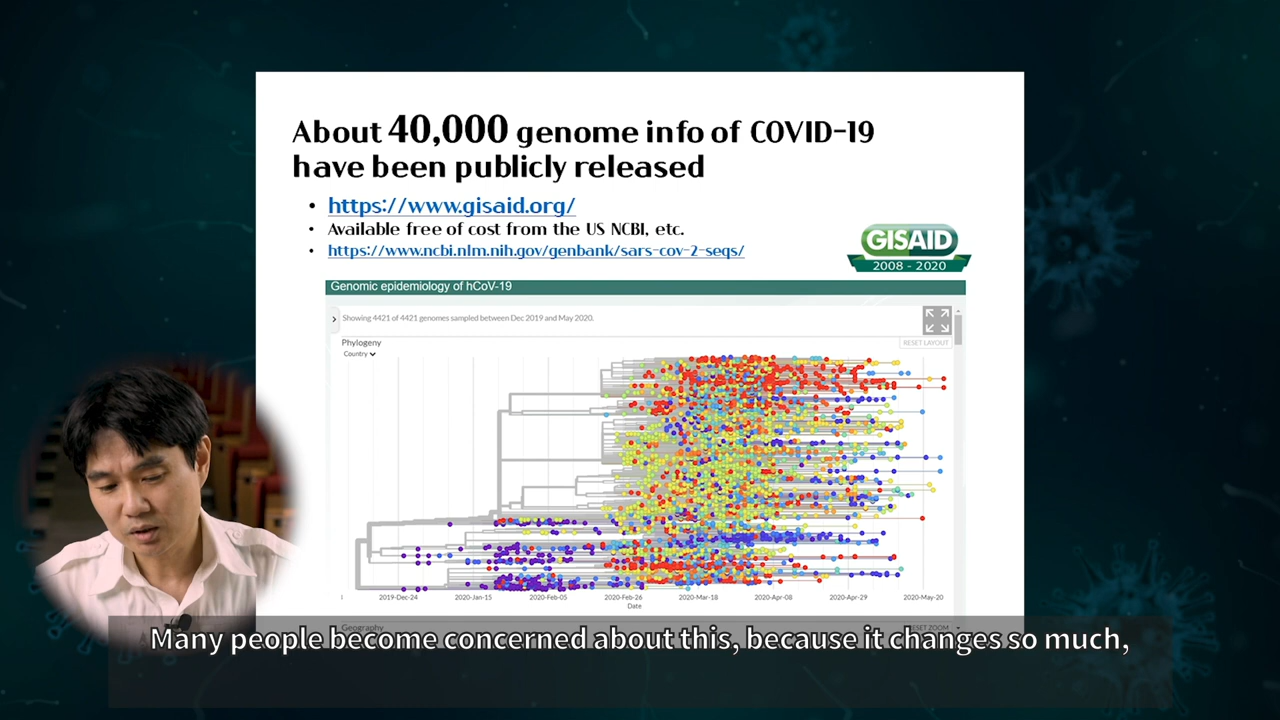 About 40,000 genome info of COVID-19
have been publicly released
• https://www.gisaid.org/
• Available free of cost from the US NCBI, etc.
• https://www.ncbi.nlm.nih.gov/genbank/sars-cov-2-seqs/
GISAID
2008 - 2020
Genomic epidemiology of hCoV-19
Showing 4421 of 4421 genomes sampled between Dec 2019 and May 2020.
Phylogeny
RESET LAYOUT
Country
2019-Dec-24 2020-Jan-15 2020-Feb-05 2020-Feb-26 2020-Mar-18 2020-Apr-08 2020-Apr-29 2020-May-20
Date
Geography
RESET ZOOM
Many people become concerned about this, because it changes so much,